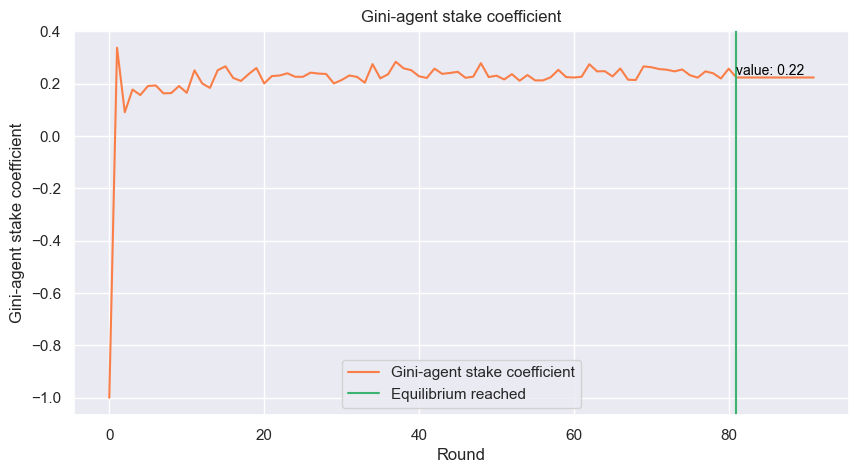 Gini-agent stake coefficient
0.4
0.2
0.0
−0.2
−0.4
−0.6
−0.8
−1.0
Gini-agent stake coefficient
value: 0.22
Gini-agent stake coefficient
Equilibrium reached
0
20
40
60
80
Round